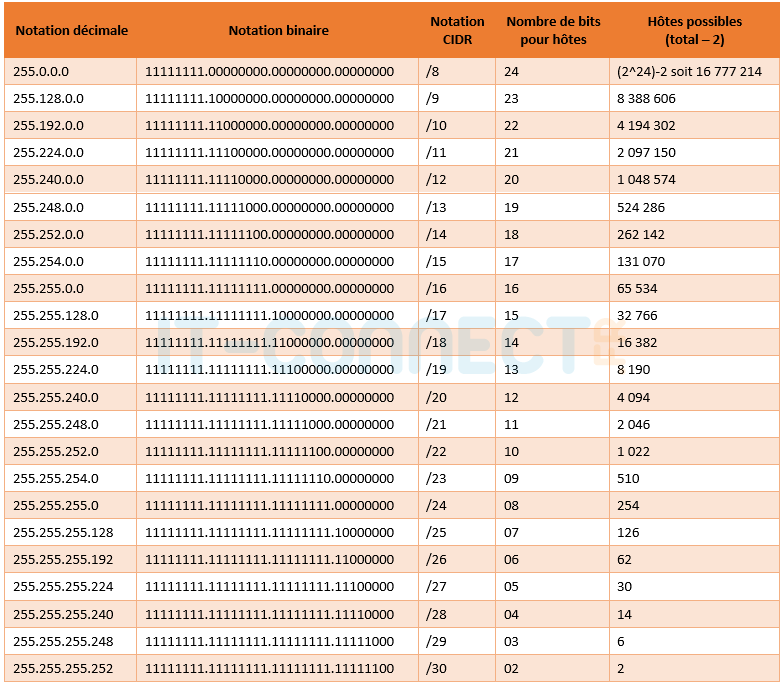 Notation décimale Notation binaire Notation CIDR Nombre de bits pour hôtes Hôtes possibles (total – 2)
255.0.0.0 11111111.00000000.00000000.00000000 /8 24 (2^24)-2 soit 16 777 214
255.128.0.0 11111111.10000000.00000000.00000000 /9 23 8 388 606
255.192.0.0 11111111.11000000.00000000.00000000 /10 22 4 194 302
255.224.0.0 11111111.11100000.00000000.00000000 /11 21 2 097 150
255.240.0.0 11111111.11110000.00000000.00000000 /12 20 1 048 574
255.248.0.0 11111111.11111000.00000000.00000000 /13 19 524 286
255.252.0.0 11111111.11111100.00000000.00000000 /14 18 262 142
255.254.0.0 11111111.11111110.00000000.00000000 /15 17 131 070
255.255.0.0 11111111.11111111.00000000.00000000 /16 16 65 534
255.255.128.0 11111111.11111111.10000000.00000000 /17 15 32 766
255.255.192.0 11111111.11111111.11000000.00000000 /18 14 16 382
255.255.224.0 11111111.11111111.11100000.00000000 /19 13 8 190
255.255.240.0 11111111.11111111.11110000.00000000 /20 12 4 094
255.255.248.0 11111111.11111111.11111000.00000000 /21 11 2 046
255.255.252.0 11111111.11111111.11111100.00000000 /22 10 1 022
255.255.254.0 11111111.11111111.11111110.00000000 /23 09 510
255.255.255.0 11111111.11111111.11111111.00000000 /24 08 254
255.255.255.128 11111111.11111111.11111111.10000000 /25 07 126
255.255.255.192 11111111.11111111.11111111.11000000 /26 06 62
255.255.255.224 11111111.11111111.11111111.11100000 /27 05 30
255.255.255.240 11111111.11111111.11111111.11110000 /28 04 14
255.255.255.248 11111111.11111111.11111111.11111000 /29 03 6
255.255.255.252 11111111.11111111.11111111.11111100 /30 02 2
IT-CONNECT FR